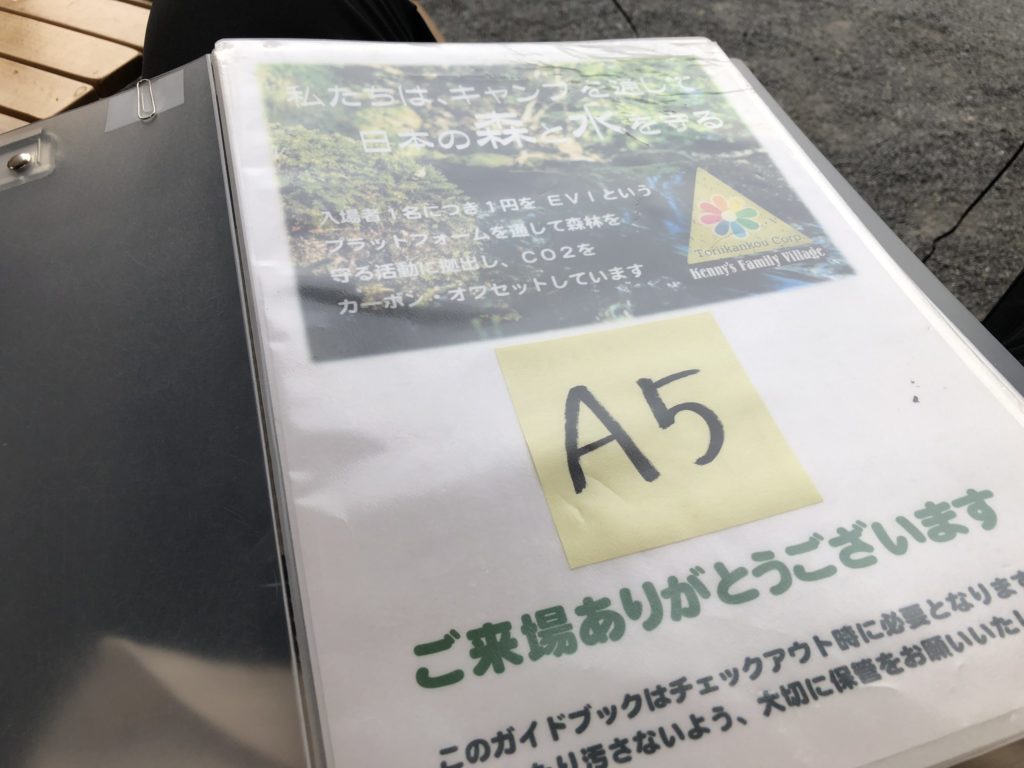 私たちは、キャンプを通して
日本の森と水を守る
入場者1名につき1円を EVIという
プラットフォームを通して森林を
守る活動に拠出し、CO2を
カーボン・オフセットしています
Toriikankou Corp
Kenny's Family Village
A5
ご来場ありがとうございます
このガイドブックはチェックアウト時に必要となります
たり汚さないよう、大切に保管をお願いいたし